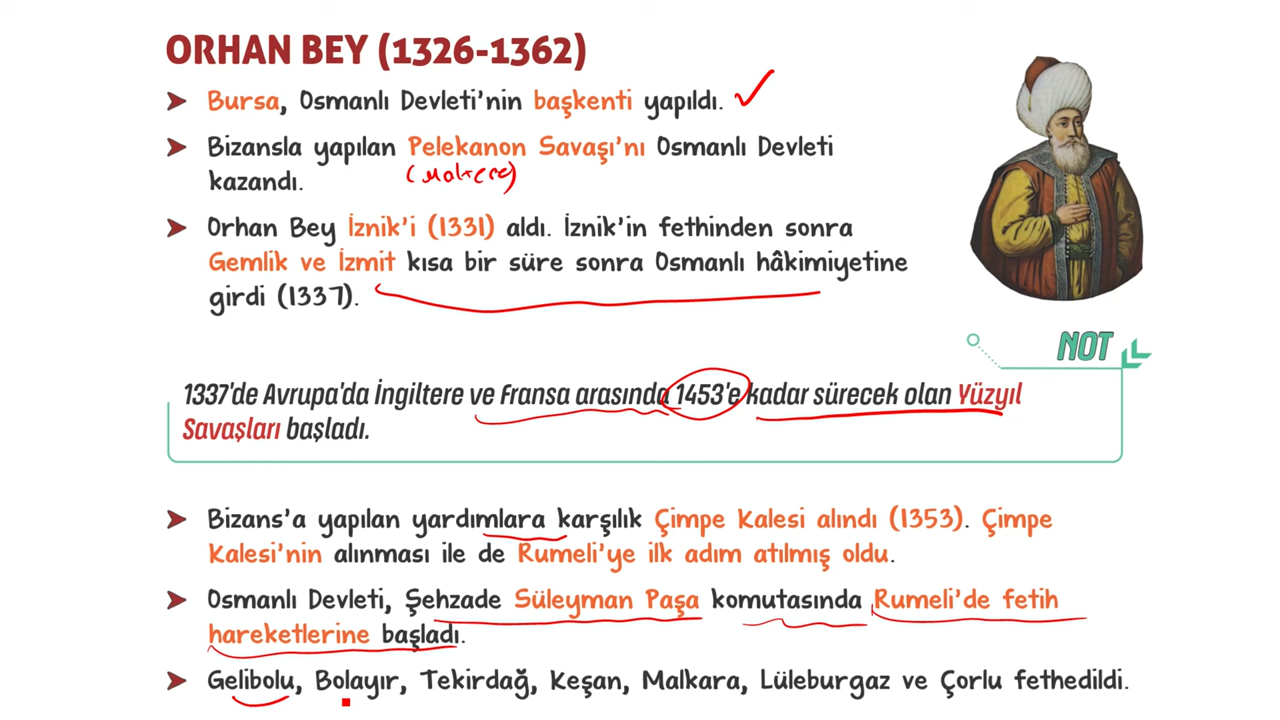 ORHAN BEY (1326-1362)
➤ Bursa, Osmanlı Devleti'nin başkenti yapıldı.
➤ Bizansla yapılan Pelekanon Savaşı'nı Osmanlı Devleti
kazandı.
➤ Orhan Bey İznik'i (1331) aldı. İznik'in fethinden sonra
Gemlik ve İzmit kısa bir süre sonra Osmanlı hâkimiyetine
girdi (1337).
NOT
1337'de Avrupa'da İngiltere ve Fransa arasında 1453'e kadar sürecek olan Yüzyıl
Savaşları başladı.
➤ Bizans'a yapılan yardımlara karşılık Çimpe Kalesi alındı (1353). Çimpe
Kalesi'nin alınması ile de Rumeli'ye ilk adım atılmış oldu.
➤ Osmanlı Devleti, Şehzade Süleyman Paşa komutasında Rumeli'de fetih
hareketlerine başladı.
➤ Gelibolu, Bolayır, Tekirdağ, Keşan, Malkara, Lüleburgaz ve Çorlu fethedildi.